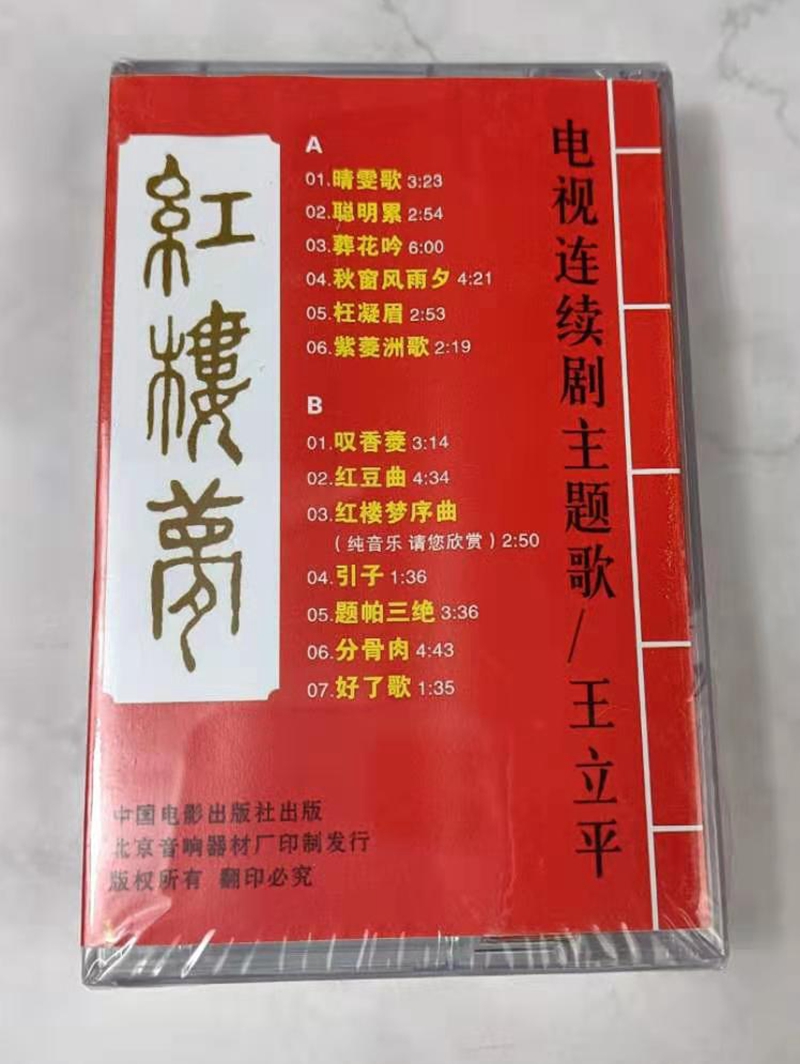 紅樓夢
A
01.晴雯歌 3:23
02.聪明累 2:54
03.葬花吟 6:00
04.秋窗风雨夕 4:21
05.枉凝眉 2:53
06.紫菱洲歌 2:19
B
01.叹香菱 3:14
02.红豆曲 4:34
03.红楼梦序曲
(纯音乐 请您欣赏) 2:50
04.引子 1:36
05.题帕三绝 3:36
06.分骨肉 4:43
07.好了歌 1:35
电视连续剧主题歌/王立平
中国电影出版社出版
北京音响器材厂印制发行
版权所有 翻印必究